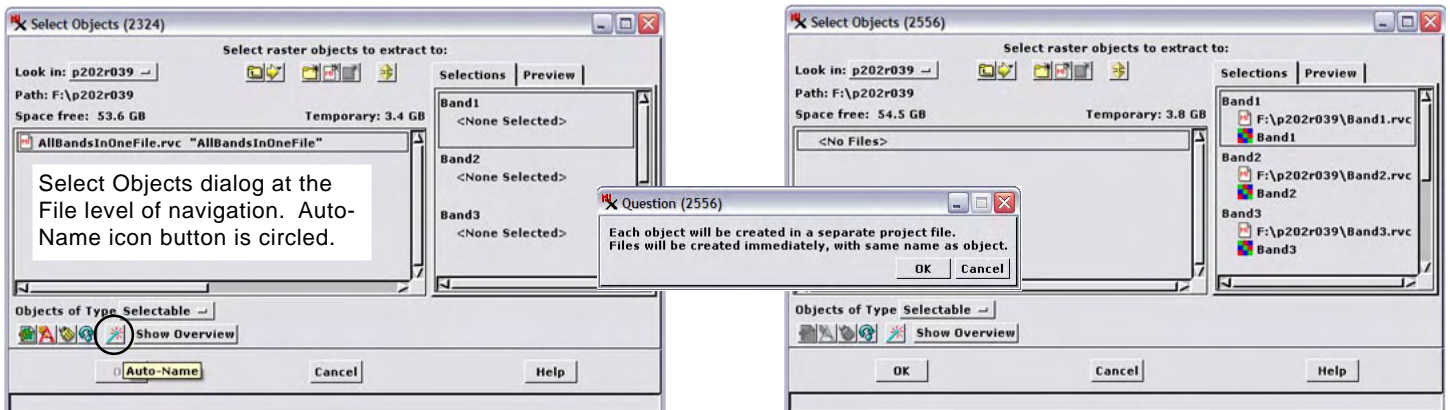 Select Objects (2324)
Select raster objects to extract to:
Look in: p202r039
Path: F:\p202r039
Space free: 53.6 GB
Temporary: 3.4 GB
AllBandsInOneFile.rvc "AllBandsInOneFile"
Select Objects dialog at the
File level of navigation. Auto-
Name icon button is circled.
Selections
Preview
Band1
<None Selected>
Band2
<None Selected>
Band3
<None Selected>
Objects of Type Selectable
Show Overview
Auto-Name
Cancel
Help
Question (2556)
Each object will be created in a separate project file.
Files will be created immediately, with same name as object.
OK
Cancel
Select Objects (2556)
Select raster objects to extract to:
Look in: p202r039
Path: F:\p202r039
Space free: 54.5 GB
Temporary: 3.8 GB
<No Files>
Selections
Preview
Band1
F:\p202r039\Band1.rvc
Band1
Band2
F:\p202r039\Band2.rvc
Band2
Band3
F:\p202r039\Band3.rvc
Band3
Objects of Type Selectable
Show Overview
OK
Cancel
Help